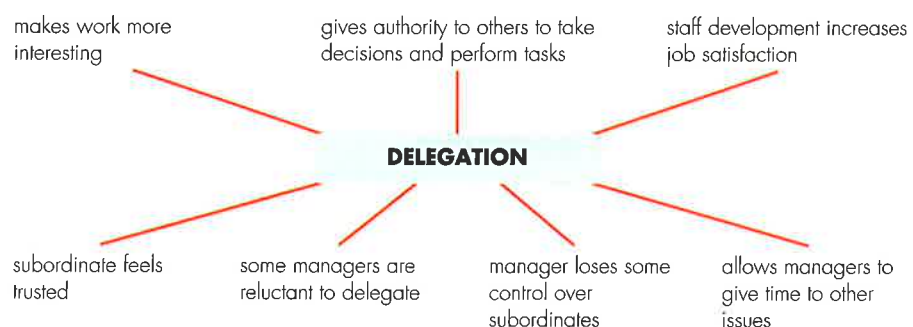 makes work more
interesting
gives authority to others to take
decisions and perform tasks
staff development increases
job satisfaction
DELEGATION
subordinate feels
trusted
some managers are
reluctant to delegate
manager loses some
control over
subordinates
allows managers to
give time to other
issues